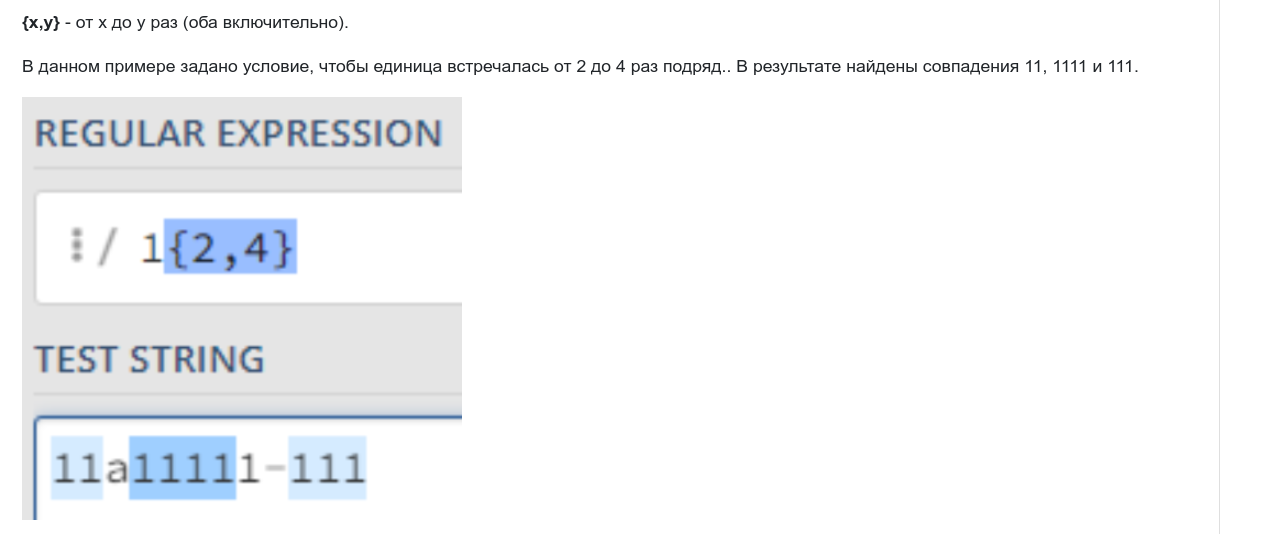 {x,y} - от x до y раз (оба включительно).
В данном примере задано условие, чтобы единица встречалась от 2 до 4 раз подряд.. В результате найдены совпадения 11, 1111 и 111.
REGULAR EXPRESSION
⋮/ 1{2,4}
TEST STRING
11a11111-111